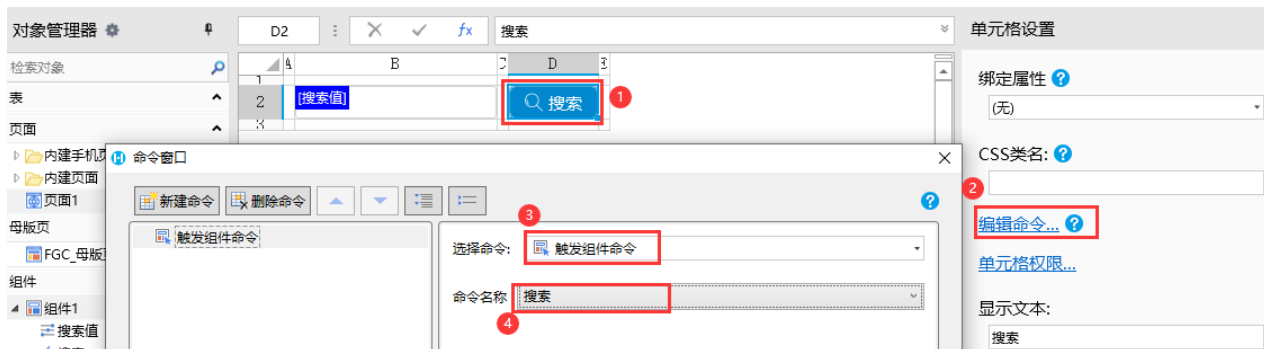 对象管理器
D2
fx
搜索
单元格设置
检索对象
A
B
C
D
E
绑定属性
表
1
(无)
2
[搜索值]
搜索
1
页面
3
内建手机页
命令窗口
CSS类名:
内建页面
2
页面1
新建命令
删除命令
3
编辑命令...
母版页
触发组件命令
选择命令:
触发组件命令
FGC_母版页
单元格权限...
组件
命令名称
搜索
组件1
4
显示文本:
搜索值
搜索